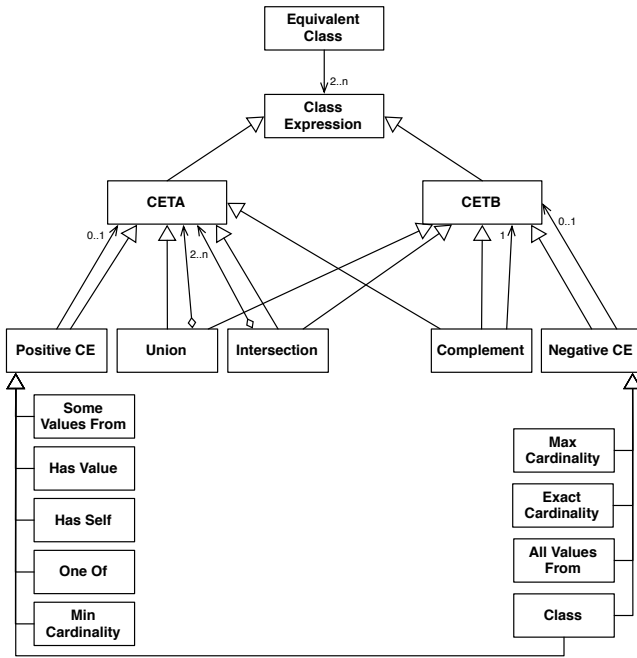 Equivalent
Class
2..n
Class
Expression
CETA
CETB
0..1
2..n
1
0..1
Positive CE
Union
Intersection
Complement
Negative CE
Some
Values From
Has Value
Has Self
One Of
Min
Cardinality
Max
Cardinality
Exact
Cardinality
All Values
From
Class